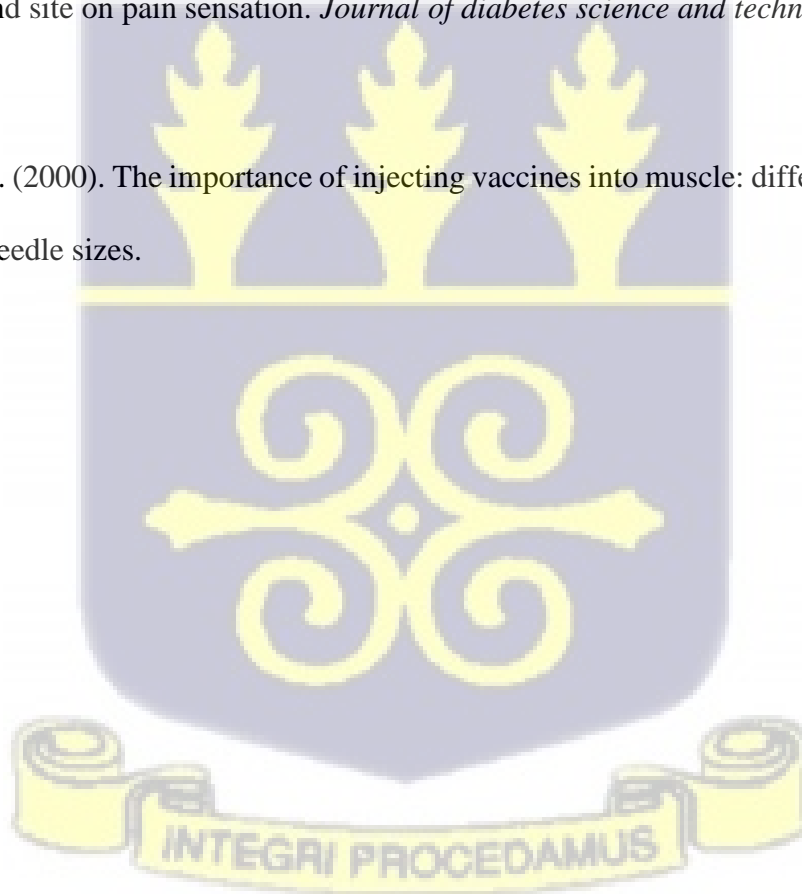 nd site on pain sensation. Journal of diabetes science and techn
. (2000). The importance of injecting vaccines into muscle: diffe
eedle sizes.
INTEGRI PROCEDAMUS